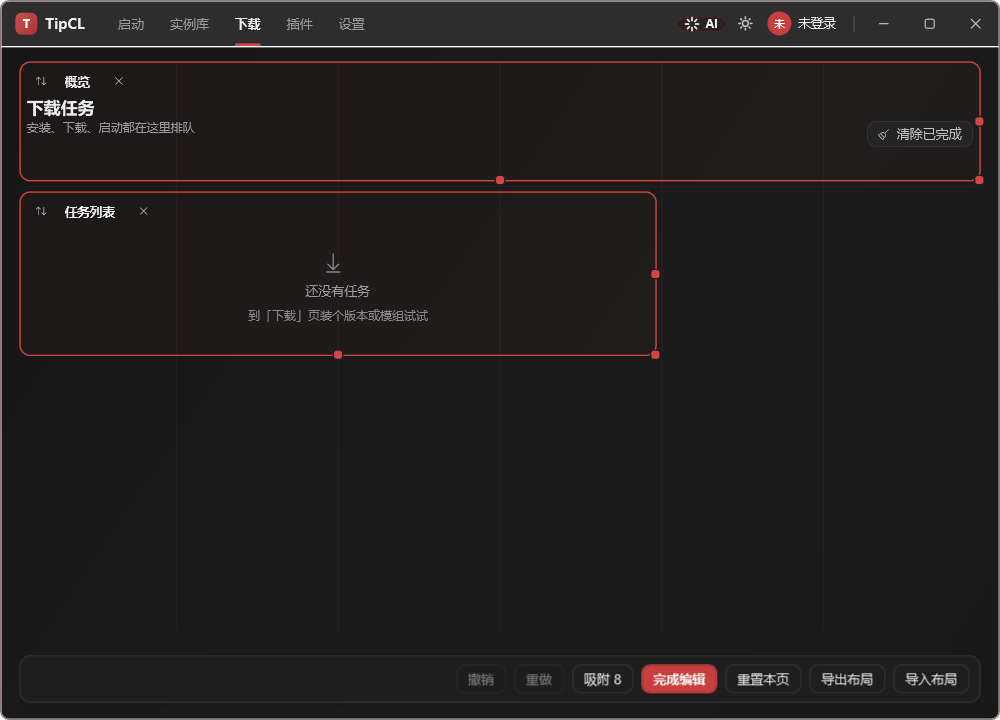 T TipCL 启动 实例库 下载 插件 设置 AI 未 未登录
概览
下载任务
安装、下载、启动都在这里排队
清除已完成
任务列表
还没有任务
到「下载」页装个版本或模组试试
撤销 重做 吸附 8 完成编辑 重置本页 导出布局 导入布局